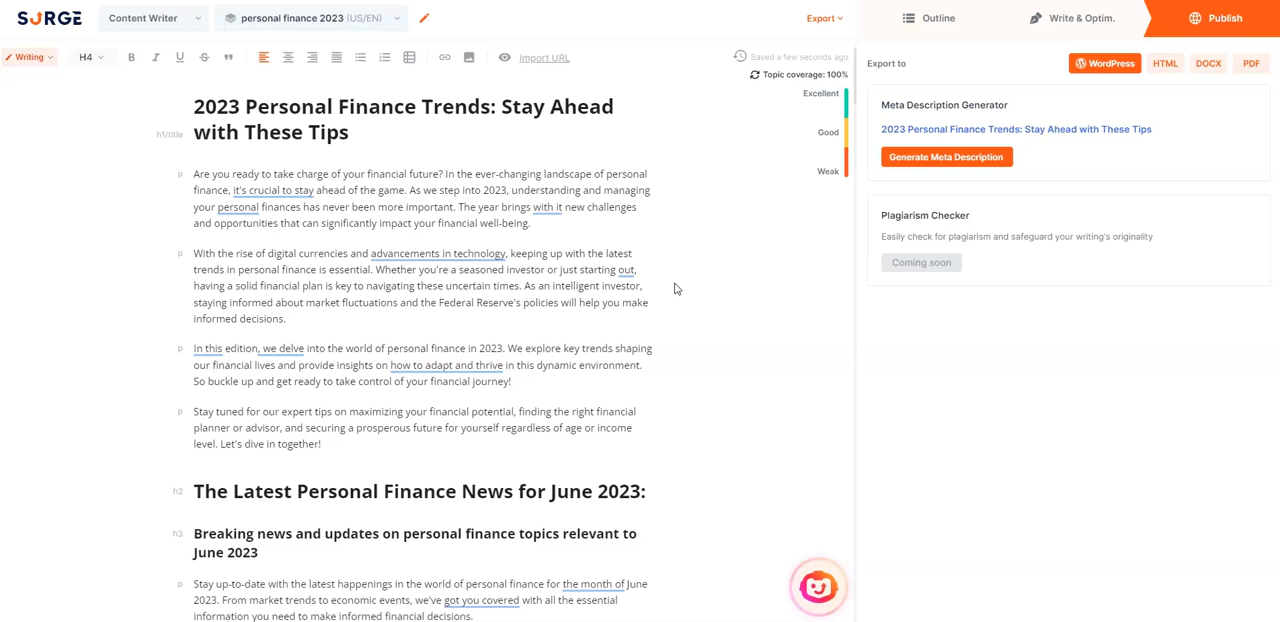 SURGE
Content Writer
personal finance 2023 (US/EN)
Export
Outline
Write & Optim.
Publish
Writing
H4
B I U S
Import URL
Saved a few seconds ago
Topic coverage: 100%
Excellent
Good
Weak
h1/title
2023 Personal Finance Trends: Stay Ahead
with These Tips
p
Are you ready to take charge of your financial future? In the ever-changing landscape of personal
finance, it's crucial to stay ahead of the game. As we step into 2023, understanding and managing
your personal finances has never been more important. The year brings with it new challenges
and opportunities that can significantly impact your financial well-being.
p
With the rise of digital currencies and advancements in technology, keeping up with the latest
trends in personal finance is essential. Whether you're a seasoned investor or just starting out,
having a solid financial plan is key to navigating these uncertain times. As an intelligent investor,
staying informed about market fluctuations and the Federal Reserve's policies will help you make
informed decisions.
p
In this edition, we delve into the world of personal finance in 2023. We explore key trends shaping
our financial lives and provide insights on how to adapt and thrive in this dynamic environment.
So buckle up and get ready to take control of your financial journey!
p
Stay tuned for our expert tips on maximizing your financial potential, finding the right financial
planner or advisor, and securing a prosperous future for yourself regardless of age or income
level. Let's dive in together!
h2
The Latest Personal Finance News for June 2023:
h3
Breaking news and updates on personal finance topics relevant to
June 2023
p
Stay up-to-date with the latest happenings in the world of personal finance for the month of June
2023. From market trends to economic events, we've got you covered with all the essential
information you need to make informed financial decisions.
Export to
WordPress
HTML
DOCX
PDF
Meta Description Generator
2023 Personal Finance Trends: Stay Ahead with These Tips
Generate Meta Description
Plagiarism Checker
Easily check for plagiarism and safeguard your writing's originality
Coming soon